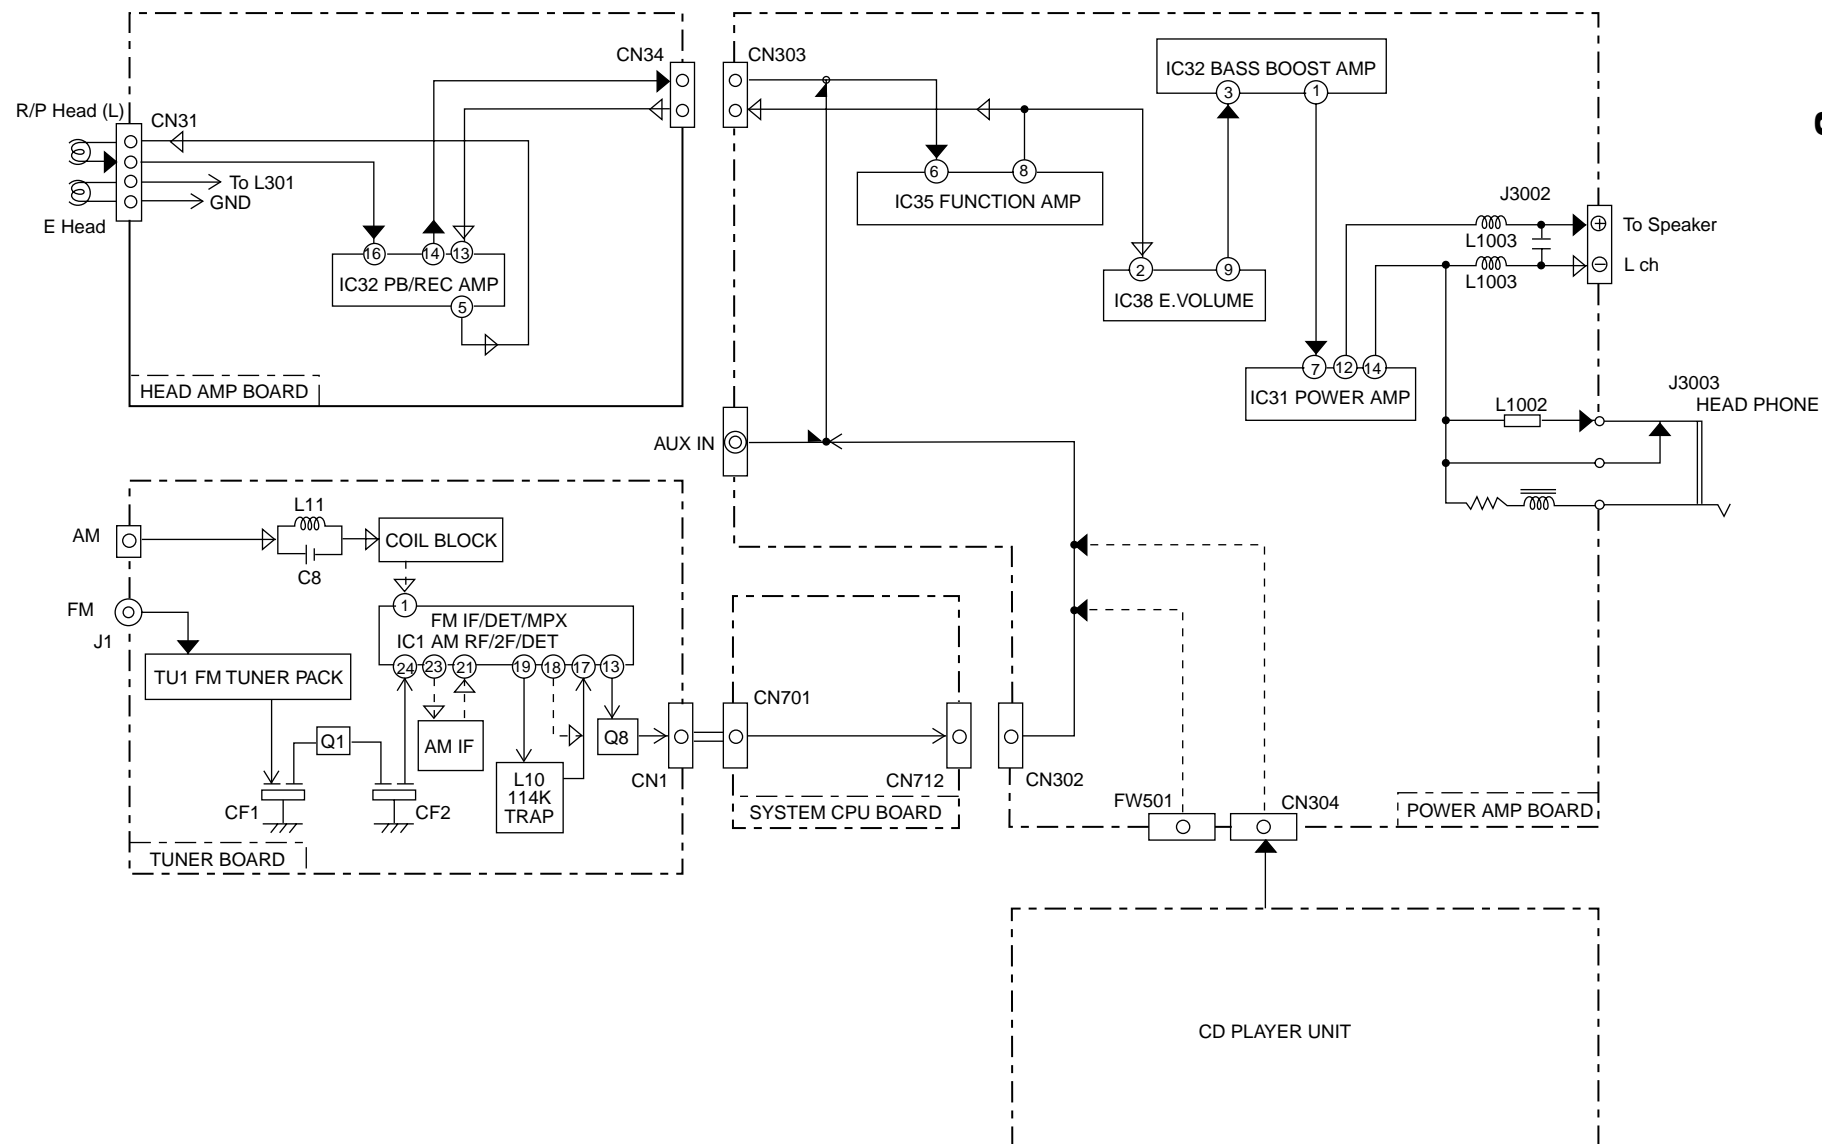 CN34
CN303
IC32 BASS BOOST AMP
3
1
R/P Head (L)
CN31
To L301
GND
E Head
16
14
13
IC32 PB/REC AMP
5
HEAD AMP BOARD
6
8
IC35 FUNCTION AMP
2
9
IC38 E.VOLUME
J3002
L1003
L1003
To Speaker
L ch
7
12
14
IC31 POWER AMP
J3003
HEAD PHONE
L1002
AUX IN
AM
L11
C8
COIL BLOCK
FM
J1
1
FM IF/DET/MPX
IC1 AM RF/2F/DET
24
23
21
19
18
17
13
TU1 FM TUNER PACK
Q1
AM IF
Q8
L10
114K
TRAP
CF1
CF2
CN1
TUNER BOARD
CN701
CN712
SYSTEM CPU BOARD
CN302
FW501
CN304
POWER AMP BOARD
CD PLAYER UNIT